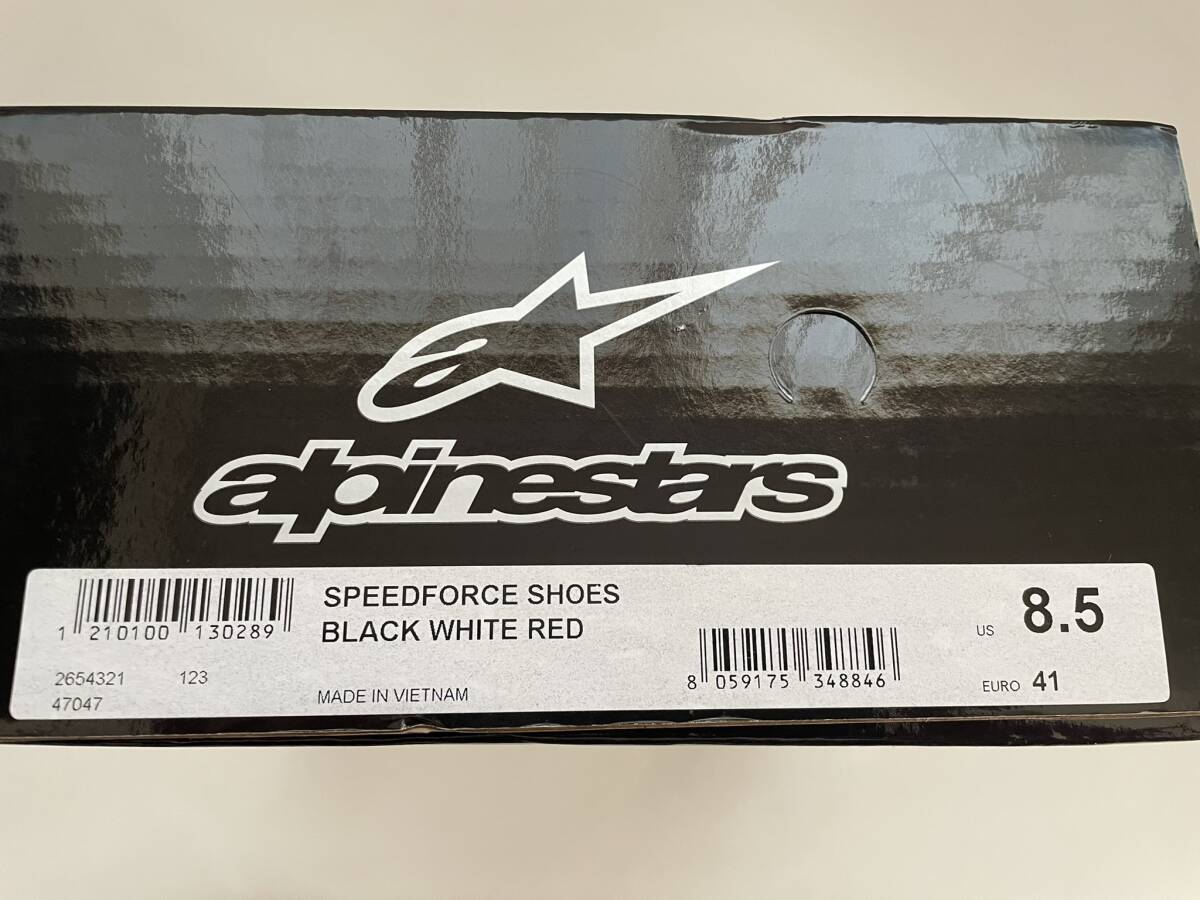 alpinestars
SPEEDFORCE SHOES
BLACK WHITE RED
1 210100 130289
2654321 123
47047
MADE IN VIETNAM
8 059175 348846
US 8.5
EURO 41